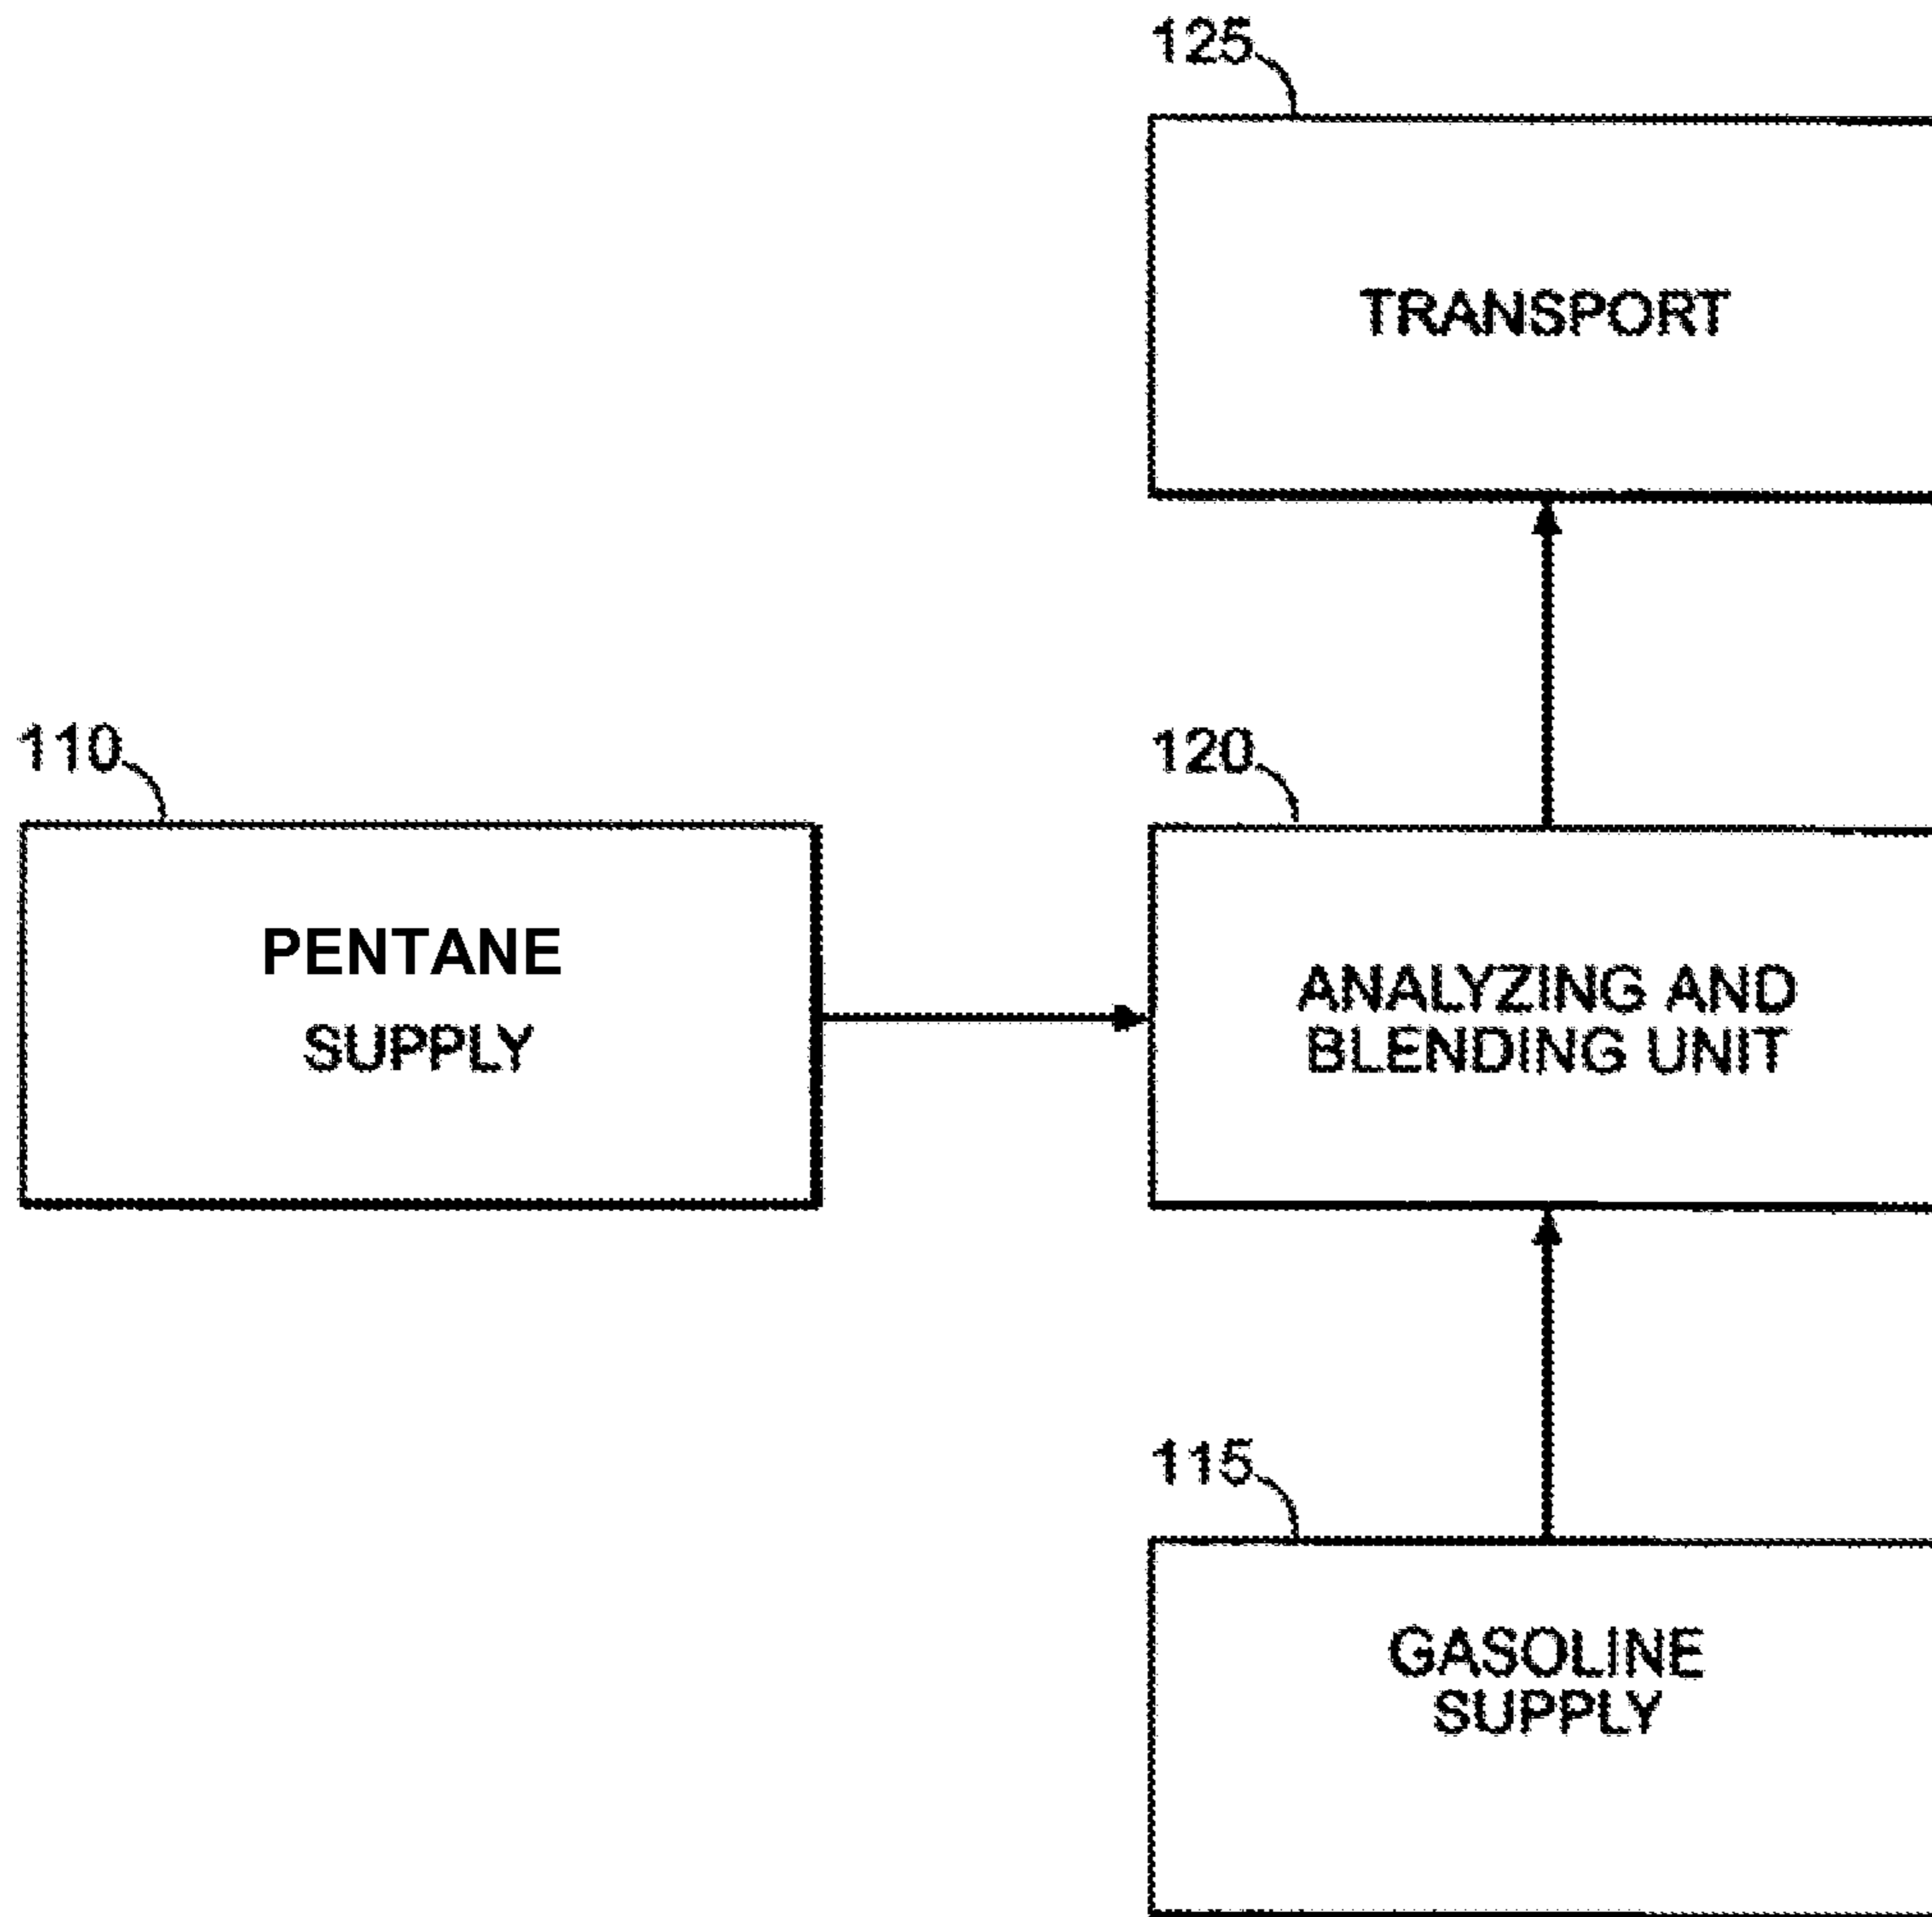 125
TRANSPORT
110
120
PENTANE
SUPPLY
ANALYZING AND
BLENDING UNIT
115
GASOLINE
SUPPLY